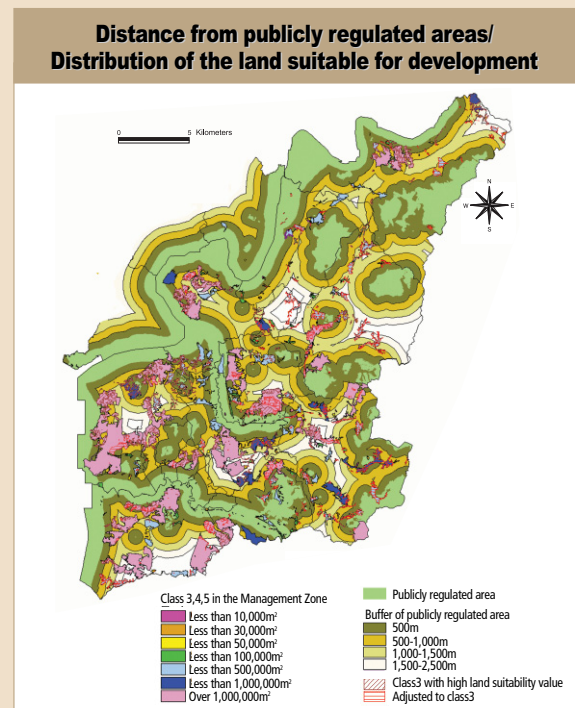 Distance from publicly regulated areas/
Distribution of the land suitable for development
0 5 Kilometers
N
W E
S
Class 3,4,5 in the Management Zone
Less than 10,000m²
Less than 30,000m²
Less than 50,000m²
Less than 100,000m²
Less than 500,000m²
Less than 1,000,000m²
Over 1,000,000m²
Publicly regulated area
Buffer of publicly regulated area
500m
500-1,000m
1,000-1,500m
1,500-2,500m
Class3 with high land suitability value
Adjusted to class3